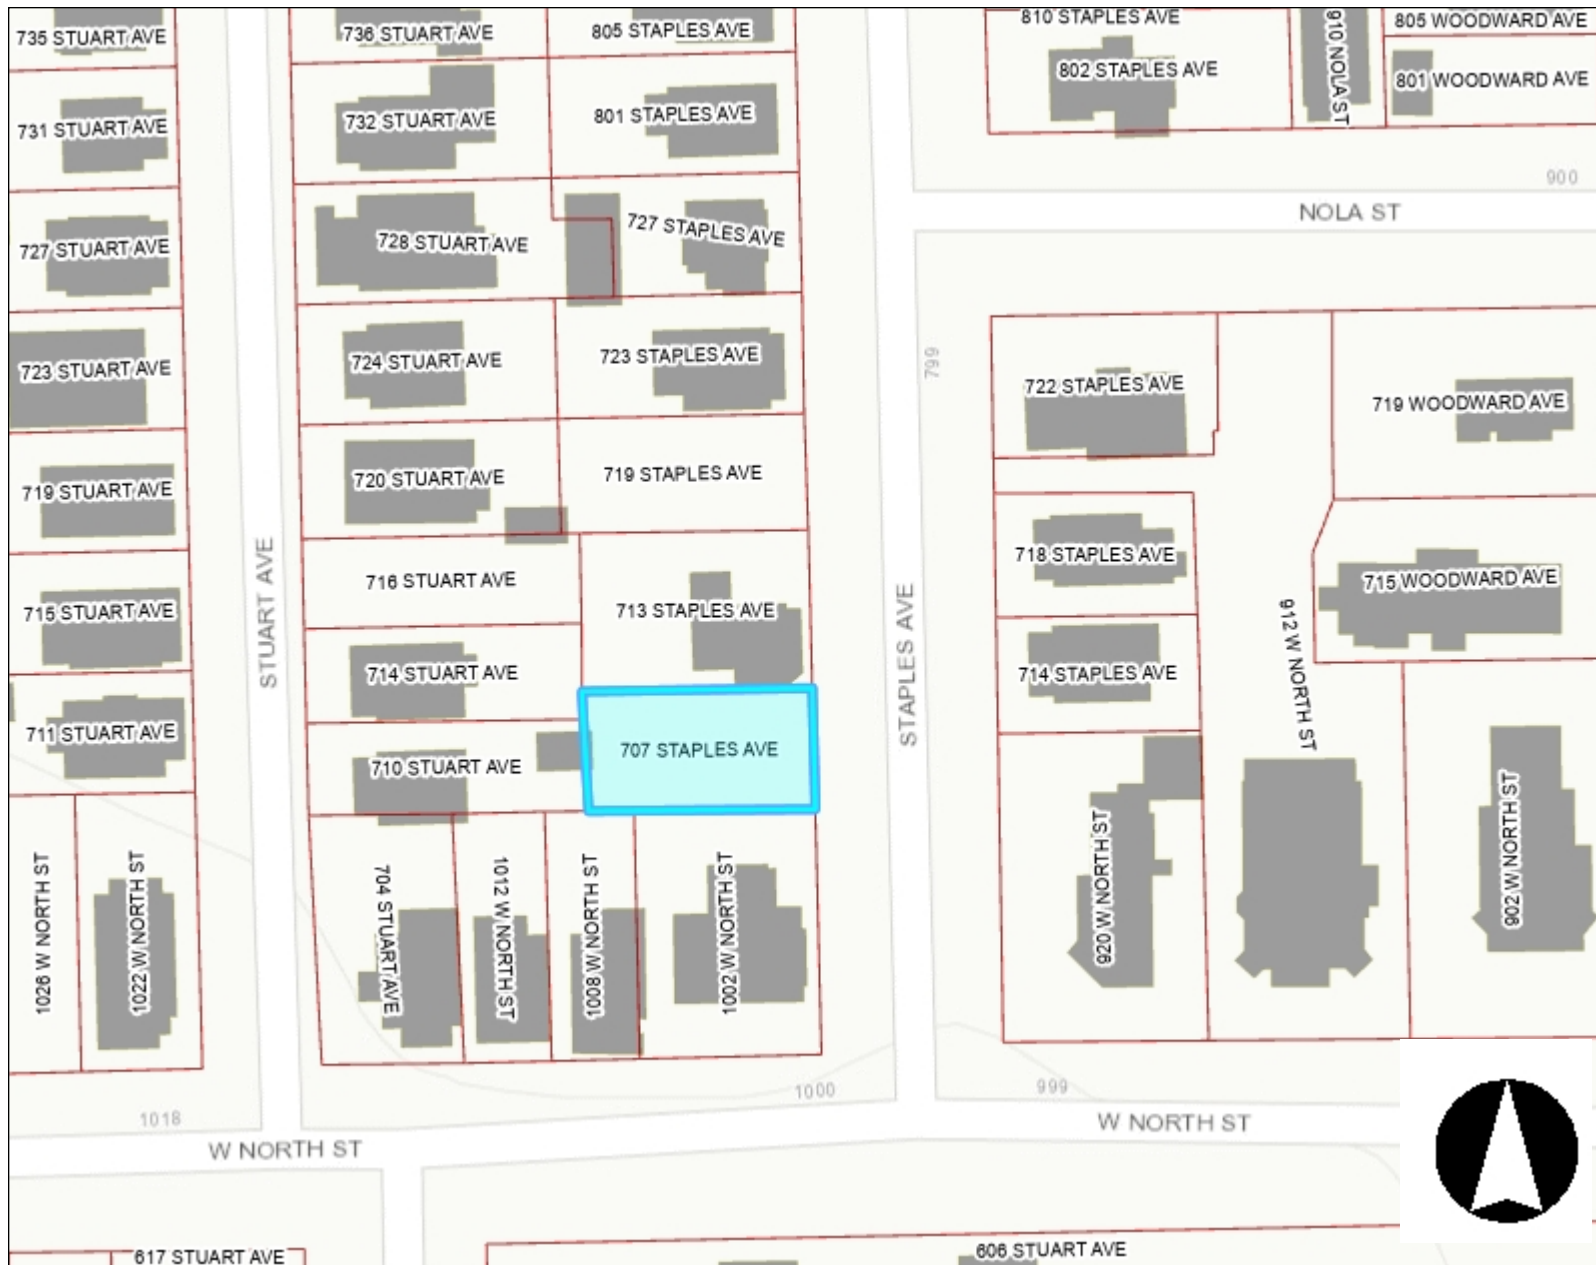 735 STUART AVE
736 STUART AVE
805 STAPLES AVE
810 STAPLES AVE
910 NOLA ST
805 WOODWARD AVE
802 STAPLES AVE
801 WOODWARD AVE
731 STUART AVE
732 STUART AVE
801 STAPLES AVE
900
NOLA ST
727 STUART AVE
728 STUART AVE
727 STAPLES AVE
723 STUART AVE
724 STUART AVE
723 STAPLES AVE
799
722 STAPLES AVE
719 WOODWARD AVE
719 STUART AVE
720 STUART AVE
719 STAPLES AVE
718 STAPLES AVE
715 WOODWARD AVE
STUART AVE
716 STUART AVE
713 STAPLES AVE
STAPLES AVE
715 STUART AVE
714 STUART AVE
714 STAPLES AVE
912 W NORTH ST
711 STUART AVE
710 STUART AVE
707 STAPLES AVE
1026 W NORTH ST
1022 W NORTH ST
704 STUART AVE
1012 W NORTH ST
1008 W NORTH ST
1002 W NORTH ST
920 W NORTH ST
902 W NORTH ST
1018
1000
999
W NORTH ST
W NORTH ST
617 STUART AVE
606 STUART AVE